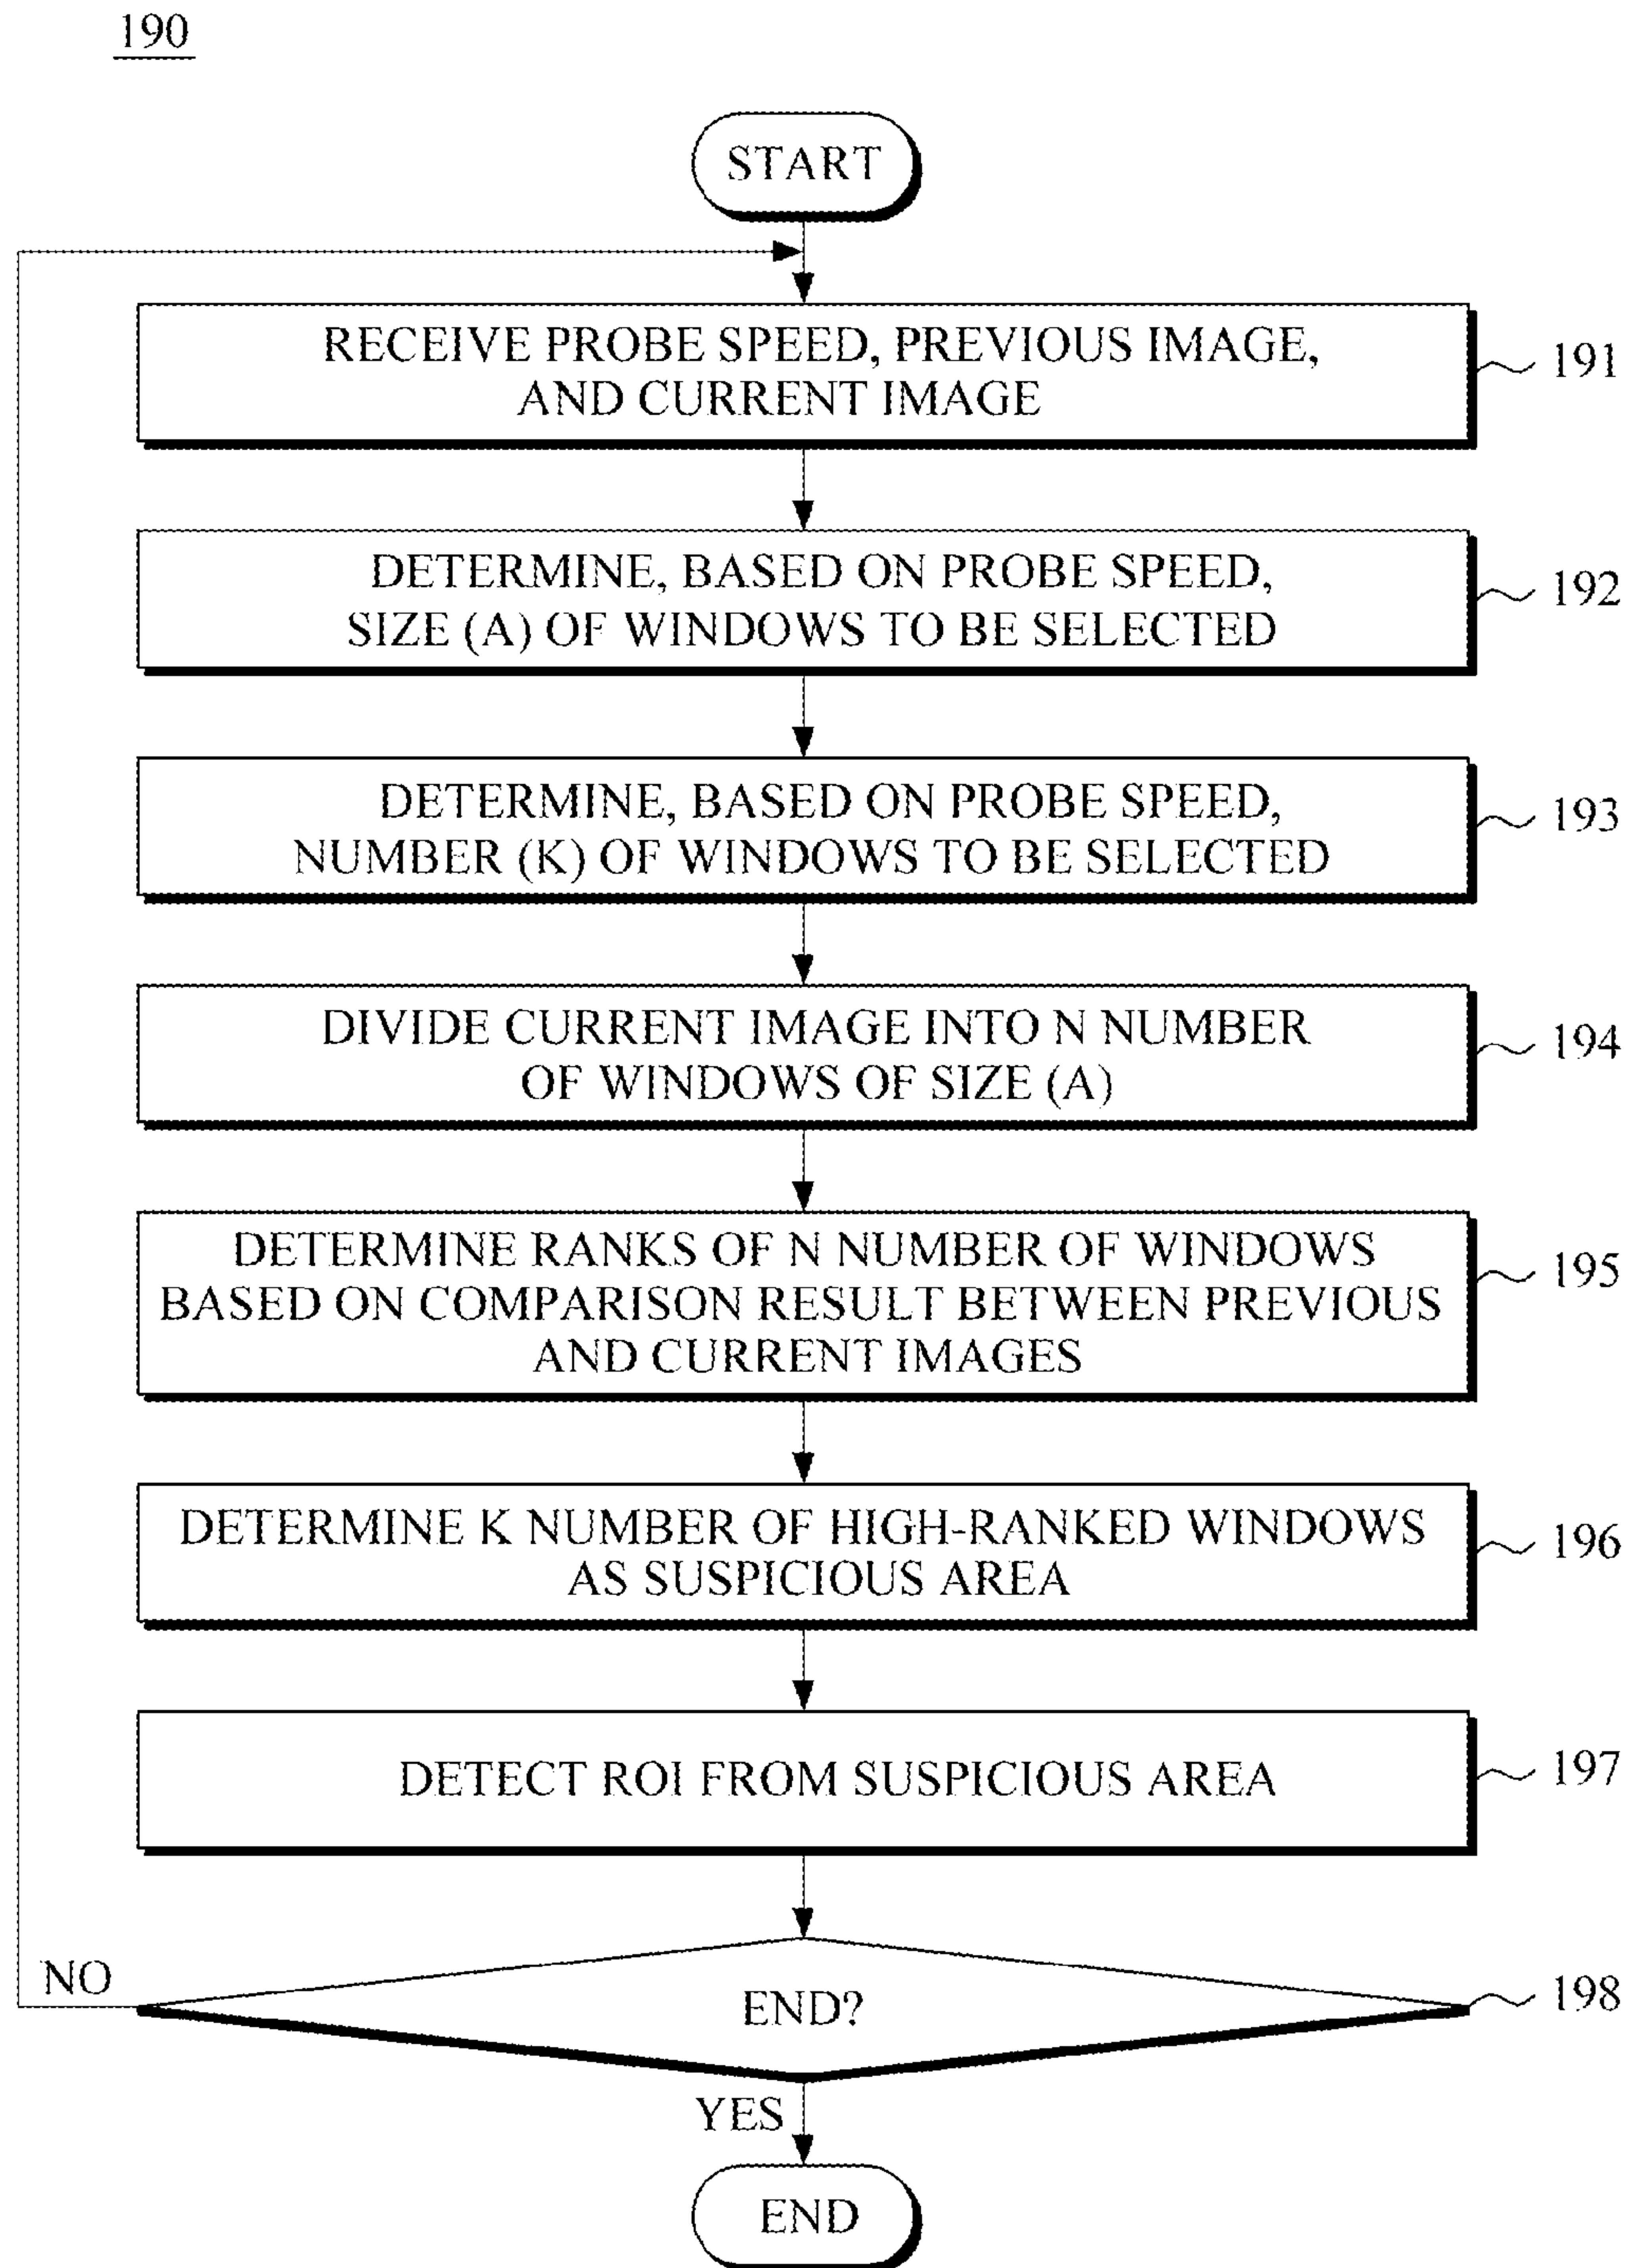 190
START
RECEIVE PROBE SPEED, PREVIOUS IMAGE,
AND CURRENT IMAGE
191
DETERMINE, BASED ON PROBE SPEED,
SIZE (A) OF WINDOWS TO BE SELECTED
192
DETERMINE, BASED ON PROBE SPEED,
NUMBER (K) OF WINDOWS TO BE SELECTED
193
DIVIDE CURRENT IMAGE INTO N NUMBER
OF WINDOWS OF SIZE (A)
194
DETERMINE RANKS OF N NUMBER OF WINDOWS
BASED ON COMPARISON RESULT BETWEEN PREVIOUS
AND CURRENT IMAGES
195
DETERMINE K NUMBER OF HIGH-RANKED WINDOWS
AS SUSPICIOUS AREA
196
DETECT ROI FROM SUSPICIOUS AREA
197
NO
END?
198
YES
END